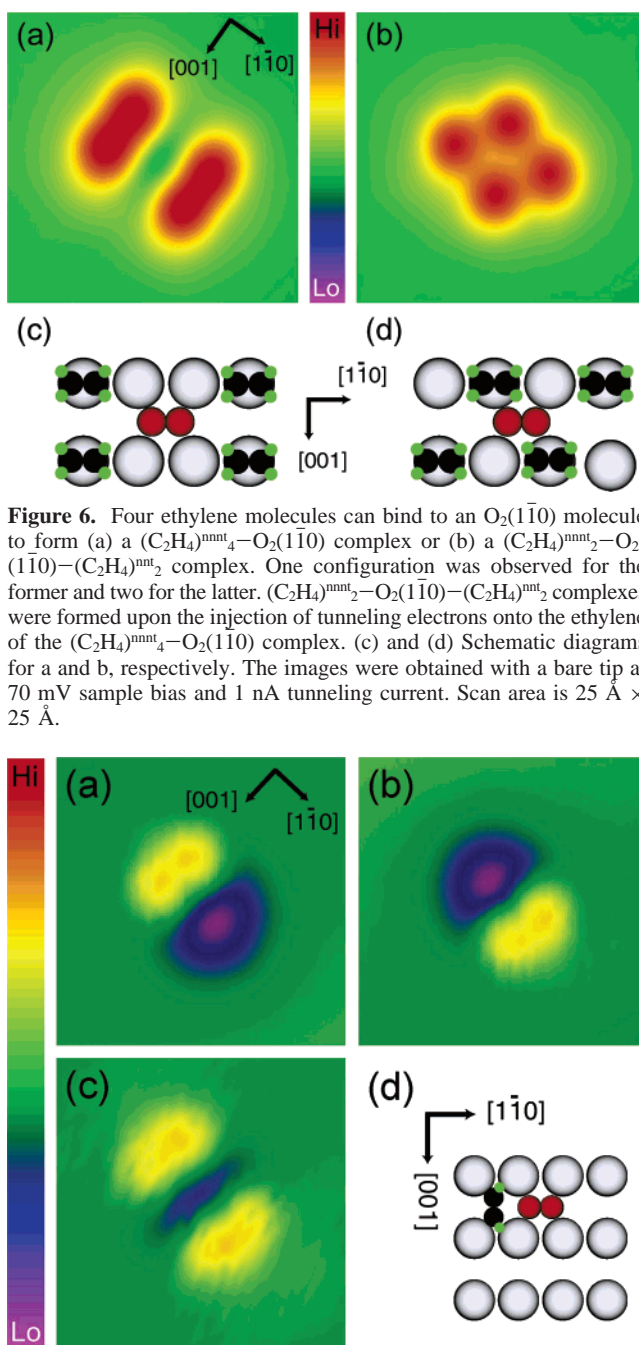 (a)
[001]
[11̄0]
Hi
Lo
(b)
(c)
(d)
[11̄0]
[001]
Figure 6. Four ethylene molecules can bind to an O₂(11̄0) molecule
to form (a) a (C₂H₄)ⁿⁿⁿᵗ₄–O₂(11̄0) complex or (b) a (C₂H₄)ⁿⁿⁿᵗ₂–O₂
(11̄0)–(C₂H₄)ⁿⁿᵗ₂ complex. One configuration was observed for the
former and two for the latter. (C₂H₄)ⁿⁿⁿᵗ₂–O₂(11̄0)–(C₂H₄)ⁿⁿᵗ₂ complexe
were formed upon the injection of tunneling electrons onto the ethylene
of the (C₂H₄)ⁿⁿⁿᵗ₄–O₂(11̄0) complex. (c) and (d) Schematic diagram
for a and b, respectively. The images were obtained with a bare tip a
70 mV sample bias and 1 nA tunneling current. Scan area is 25 Å ×
25 Å.
Hi
Lo
(a)
[001]
[11̄0]
(b)
(c)
(d)
[11̄0]
[001]